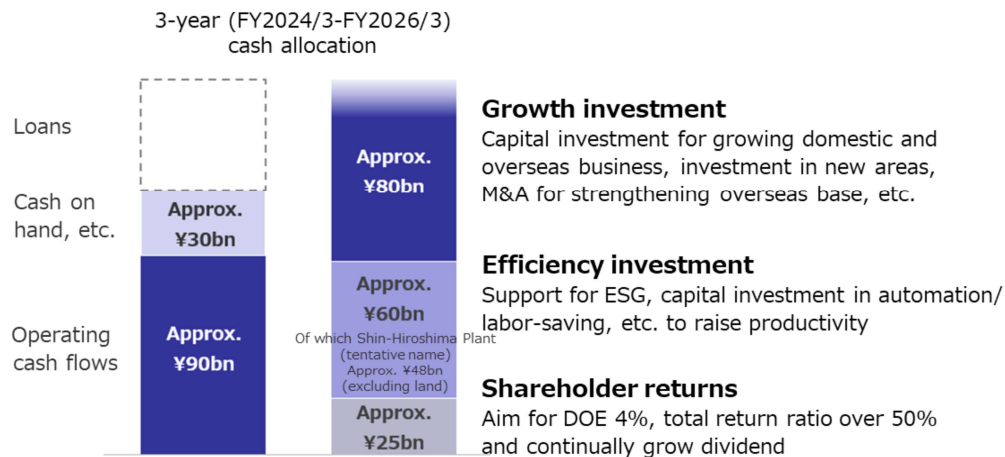 3-year (FY2024/3-FY2026/3)
cash allocation
Loans
Cash on
hand, etc.
Operating
cash flows
Approx.
¥30bn
Approx.
¥90bn
Approx.
¥80bn
Approx.
¥60bn
Of which Shin-Hiroshima Plant
(tentative name)
Approx. ¥48bn
(excluding land)
Approx.
¥25bn
Growth investment
Capital investment for growing domestic and
overseas business, investment in new areas,
M&A for strengthening overseas base, etc.
Efficiency investment
Support for ESG, capital investment in automation/
labor-saving, etc. to raise productivity
Shareholder returns
Aim for DOE 4%, total return ratio over 50%
and continually grow dividend